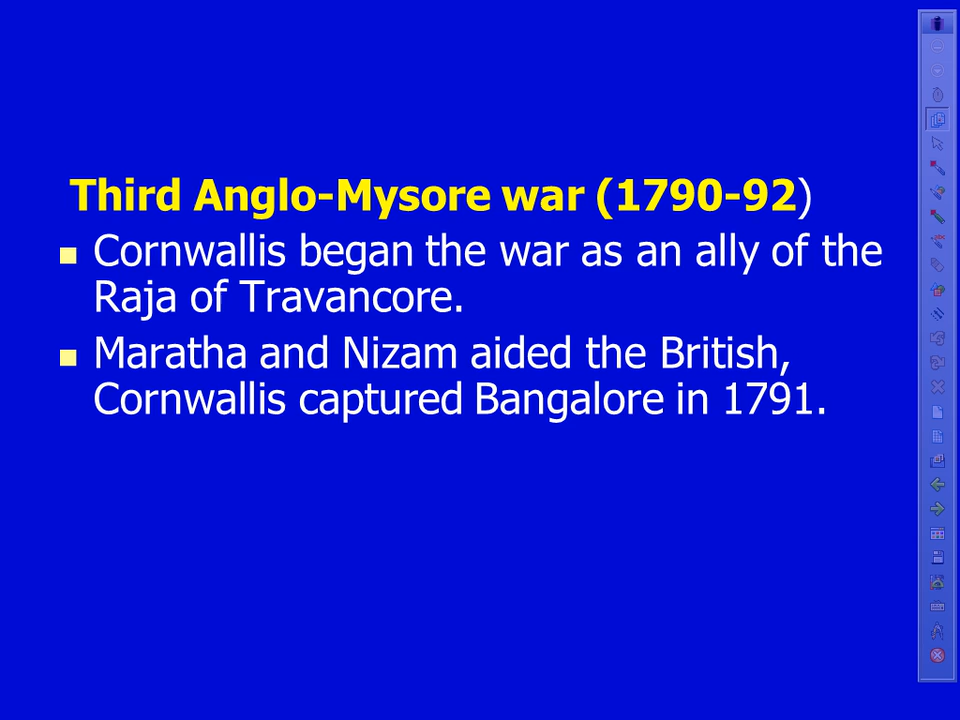 Third Anglo-Mysore war (1790-92)
Cornwallis began the war as an ally of the
Raja of Travancore.
Maratha and Nizam aided the British,
Cornwallis captured Bangalore in 1791.